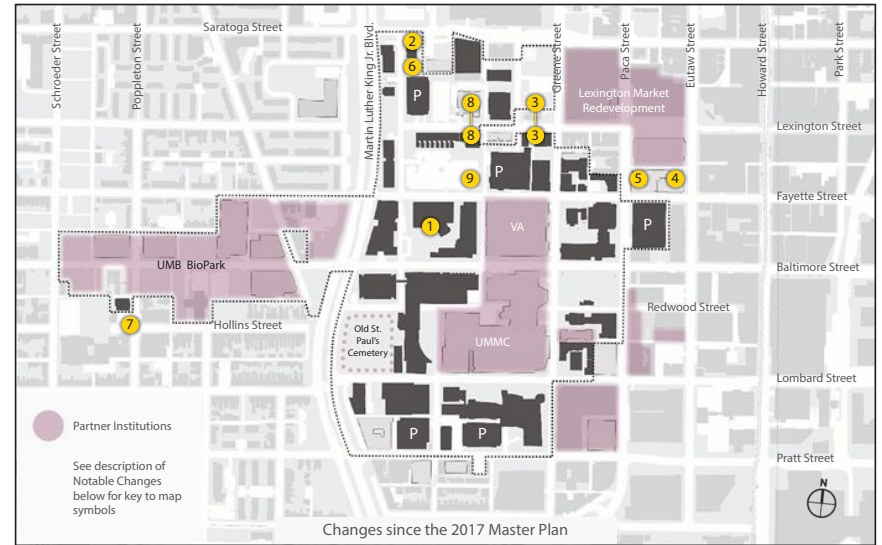 Schroeder Street
Poppleton Street
Saratoga Street
Martin Luther King Jr. Blvd.
Greene Street
Paca Street
Eutaw Street
Howard Street
Park Street
2
6
P
8
3
Lexington Market
Redevelopment
Lexington Street
8
3
9
P
5
4
Fayette Street
1
VA
P
UMB BioPark
Baltimore Street
7
Hollins Street
Old St.
Paul's
Cemetery
UMMC
Redwood Street
Lombard Street
P
P
Pratt Street
Partner Institutions
See description of
Notable Changes
below for key to map
symbols
N
Changes since the 2017 Master Plan